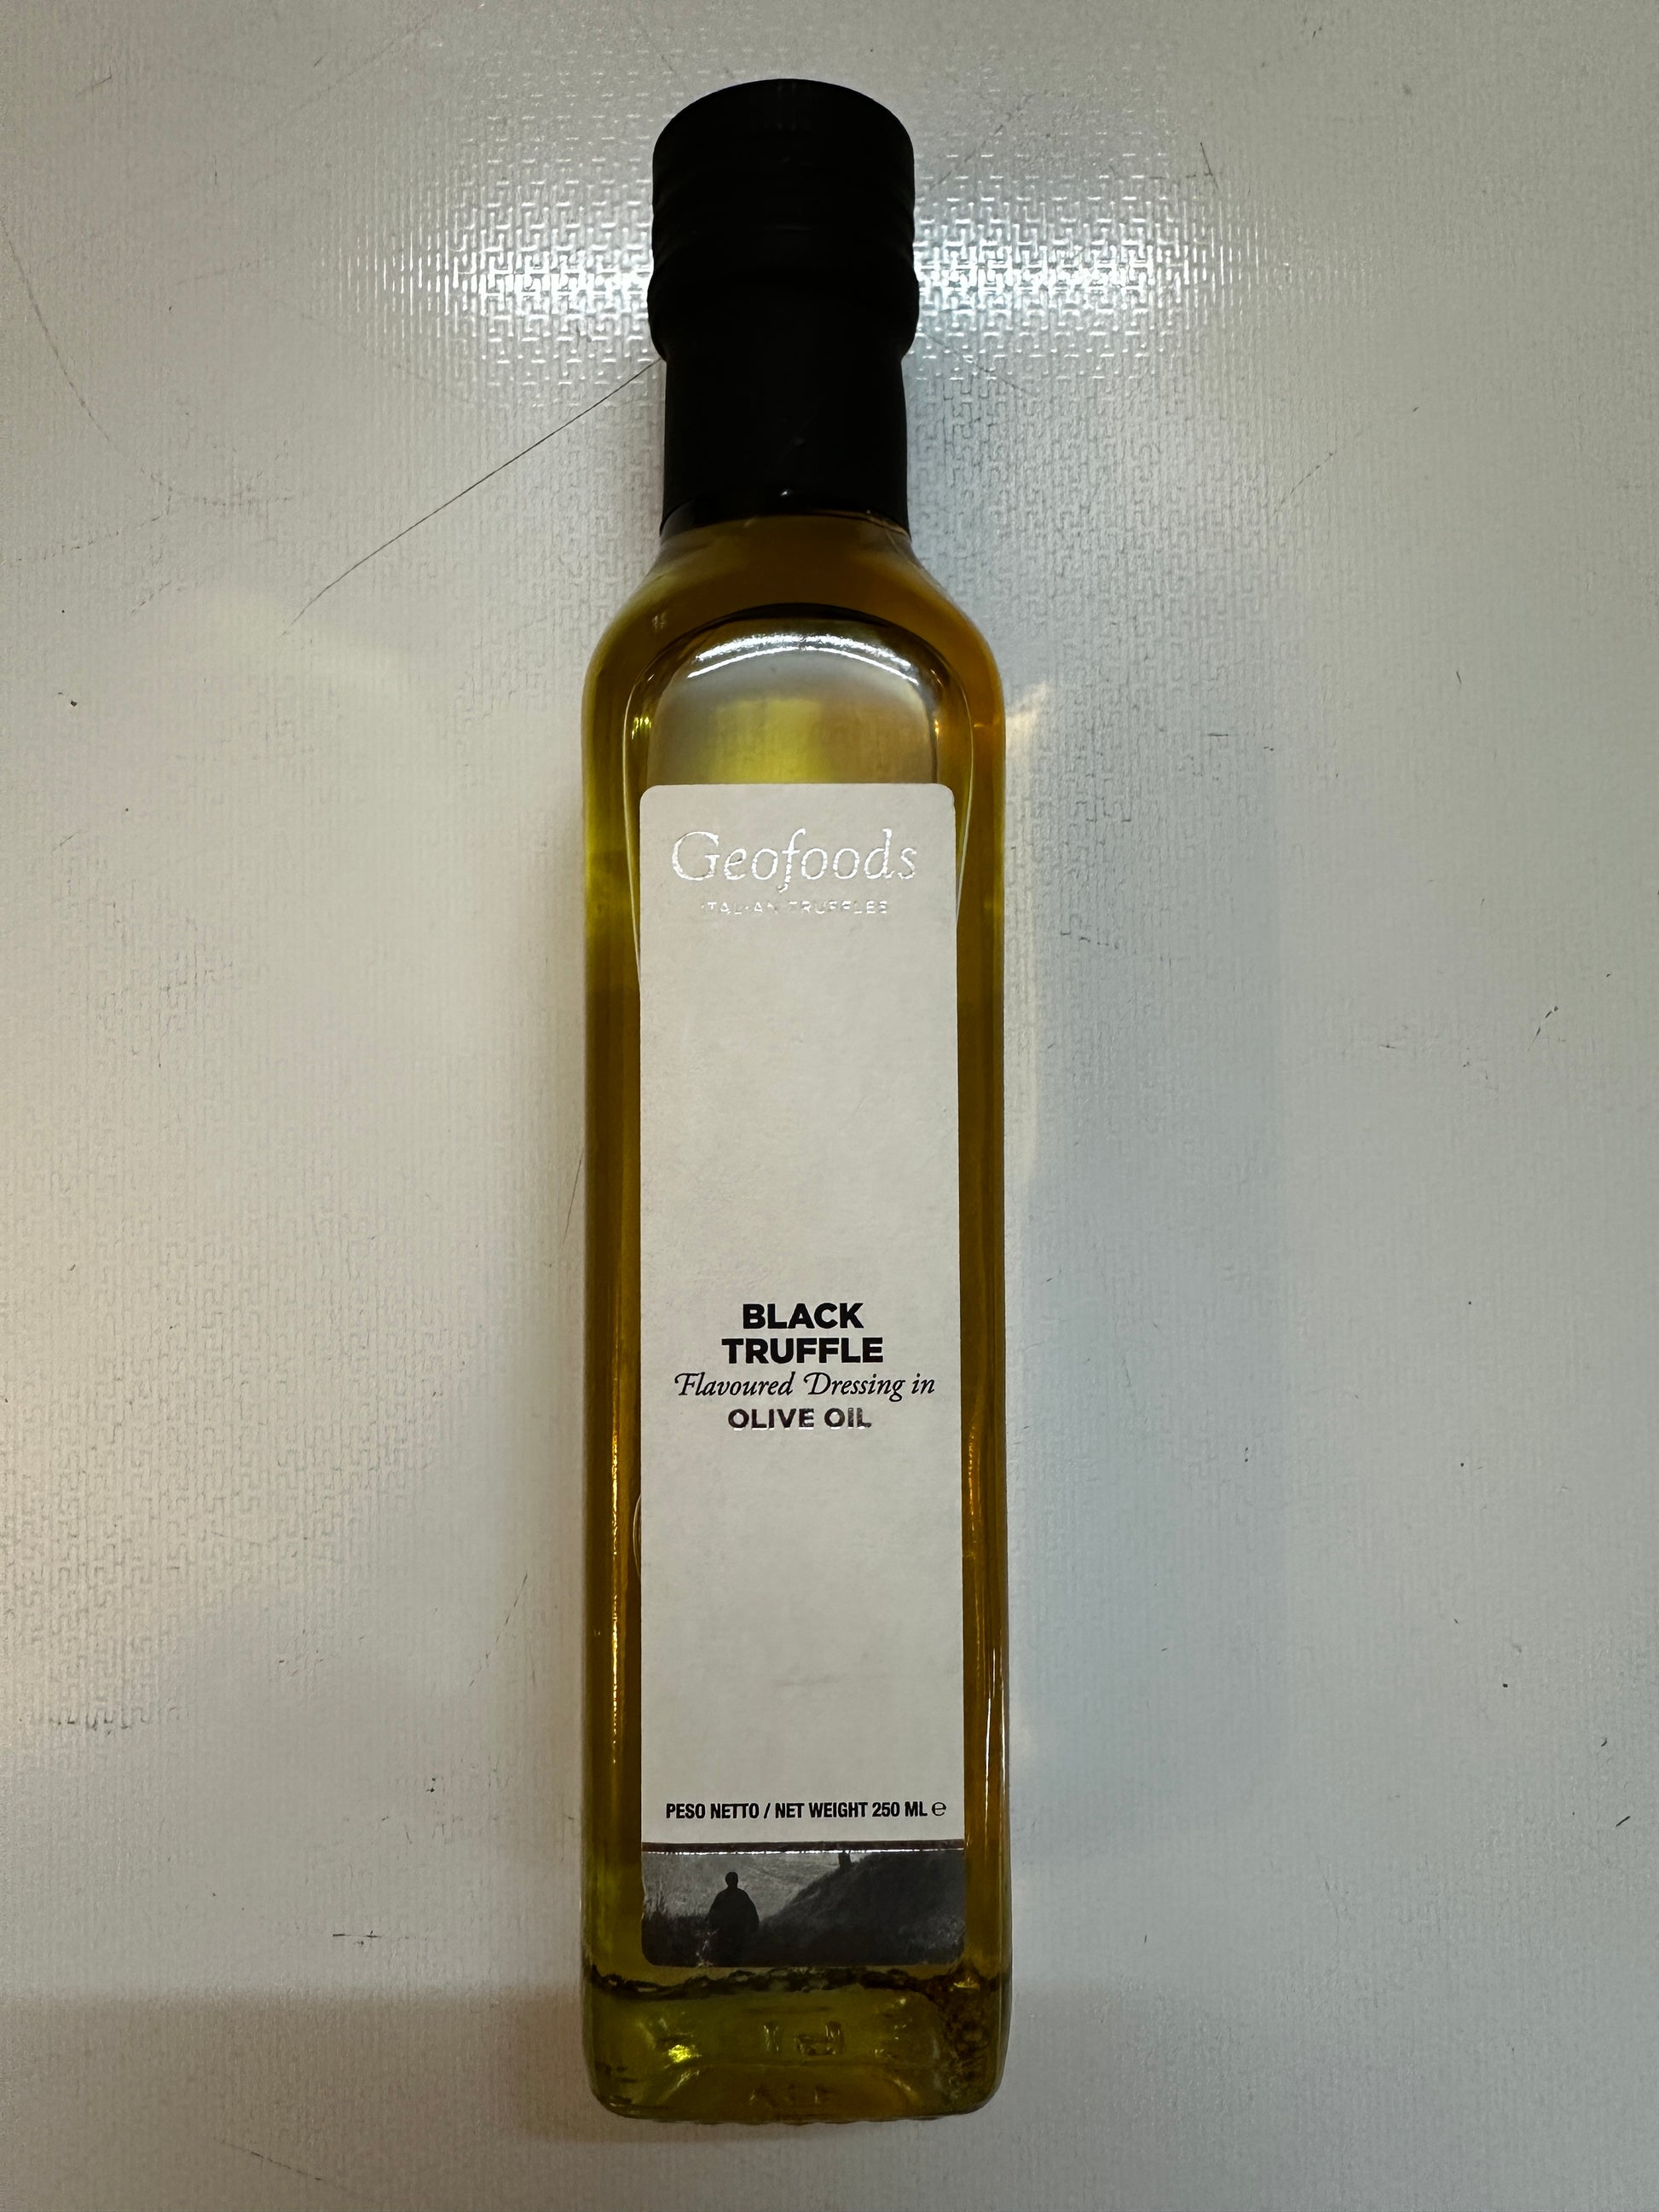 Geofoods
ITALIAN TRUFFLES
BLACK
TRUFFLE
Flavoured Dressing in
OLIVE OIL
PESO NETTO / NET WEIGHT 250 ML ℮